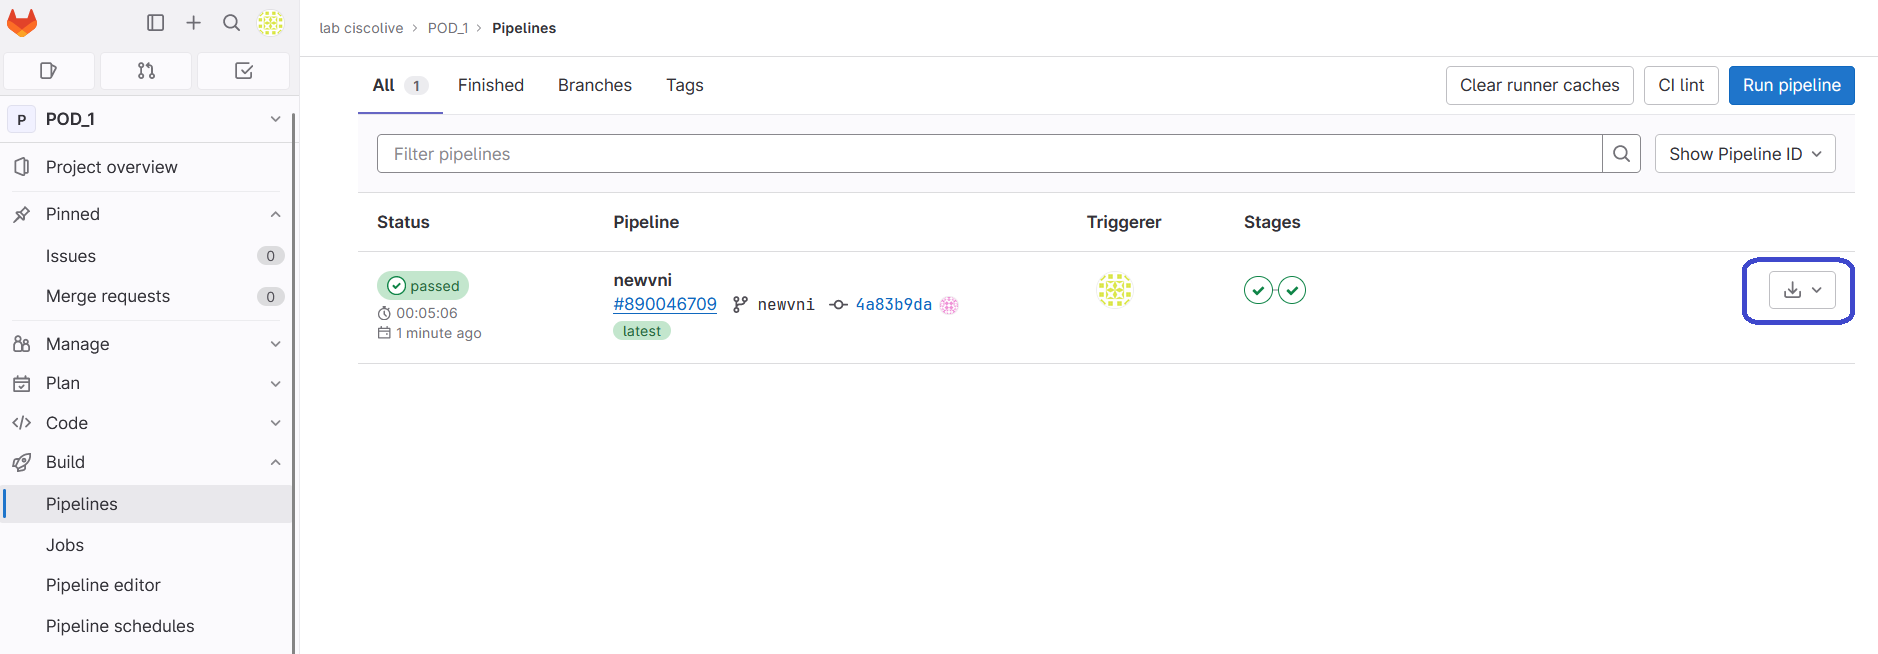 lab ciscolive › POD_1 › Pipelines
P POD_1
Project overview
Pinned
Issues 0
Merge requests 0
Manage
Plan
Code
Build
Pipelines
Jobs
Pipeline editor
Pipeline schedules
All 1 Finished Branches Tags
Clear runner caches CI lint Run pipeline
Filter pipelines
Show Pipeline ID
Status Pipeline Triggerer Stages
passed
00:05:06
1 minute ago
newvni
#890046709 newvni 4a83b9da
latest